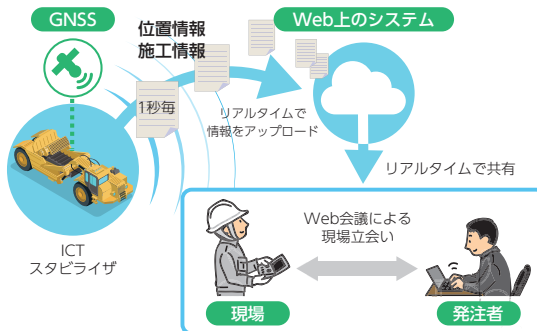 GNSS
位置情報
施工情報
1秒毎
Web上のシステム
リアルタイムで
情報をアップロード
リアルタイムで共有
ICT
スタビライザ
Web会議による
現場立会い
現場
発注者